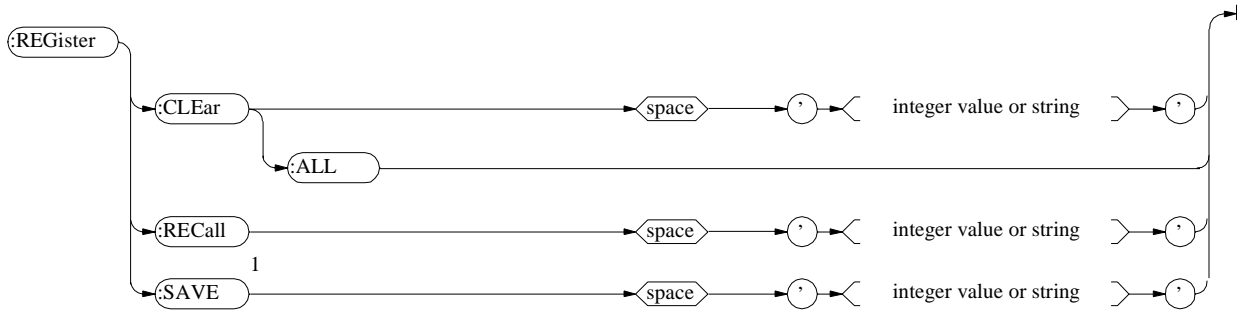 :REGister
:CLEar space ' integer value or string '
:ALL
:RECall space ' integer value or string '
1
:SAVE space ' integer value or string '